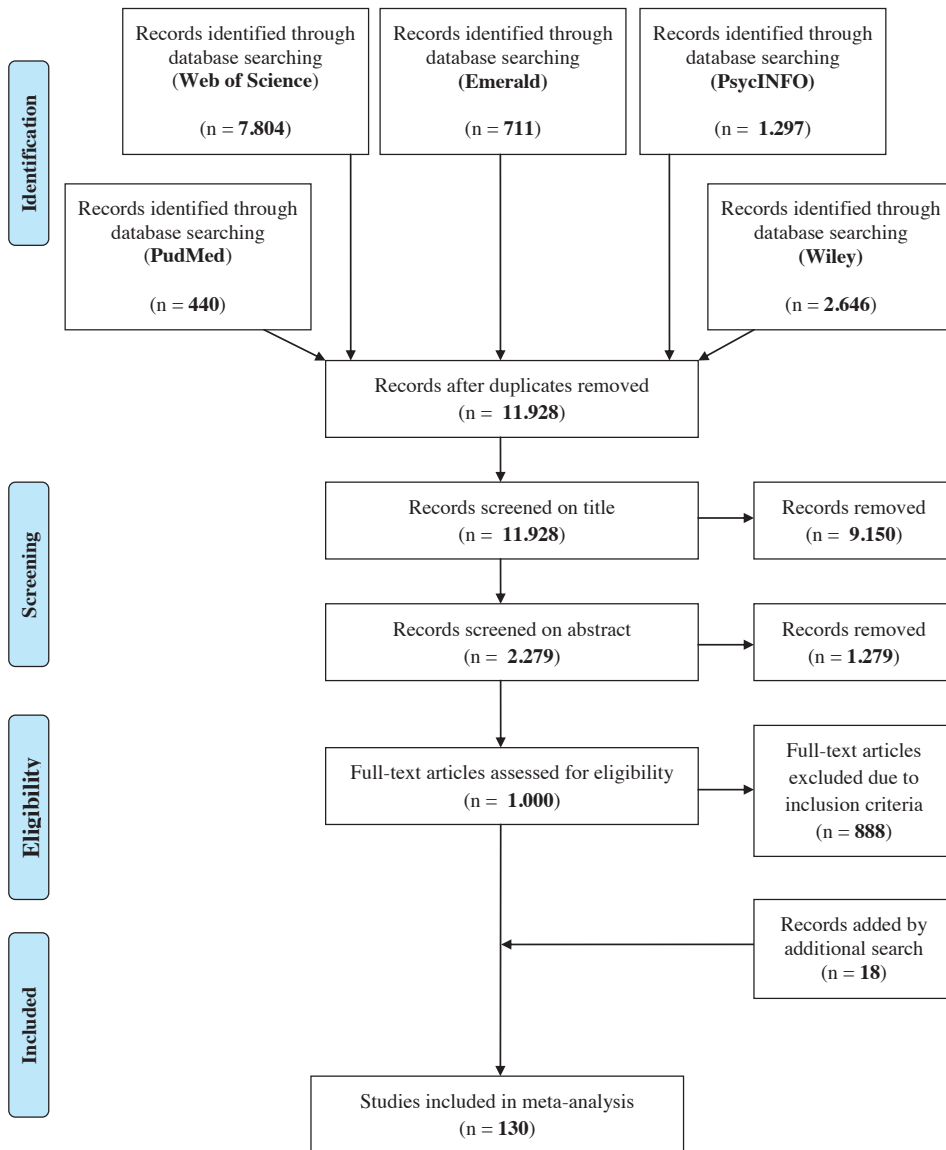 Identification
Records identified through
database searching
(Web of Science)
(n = 7.804)
Records identified through
database searching
(Emerald)
(n = 711)
Records identified through
database searching
(PsycINFO)
(n = 1.297)
Records identified through
database searching
(PudMed)
(n = 440)
Records identified through
database searching
(Wiley)
(n = 2.646)
Records after duplicates removed
(n = 11.928)
Screening
Records screened on title
(n = 11.928)
Records removed
(n = 9.150)
Records screened on abstract
(n = 2.279)
Records removed
(n = 1.279)
Eligibility
Full-text articles assessed for eligibility
(n = 1.000)
Full-text articles
excluded due to
inclusion criteria
(n = 888)
Included
Records added by
additional search
(n = 18)
Studies included in meta-analysis
(n = 130)